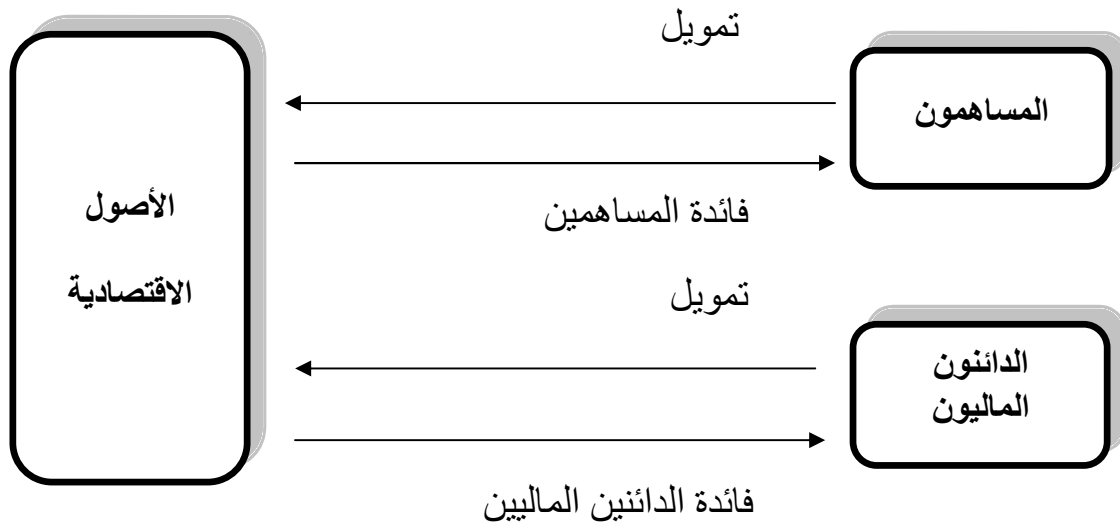 تمويل
المساهمون
فائدة المساهمين
الأصول
الاقتصادية
تمويل
الدائنون
الماليون
فائدة الدائنين الماليين